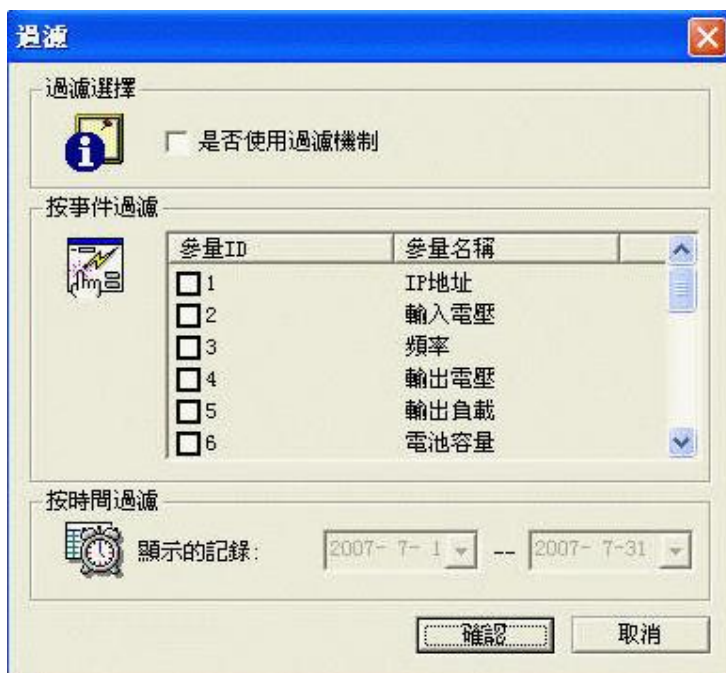 過濾
過濾選擇
是否使用過濾機制
按事件過濾
參量ID 參量名稱
1 IP地址
2 輸入電壓
3 頻率
4 輸出電壓
5 輸出負載
6 電池容量
按時間過濾
顯示的記錄: 2007- 7- 1 -- 2007- 7-31
確認 取消